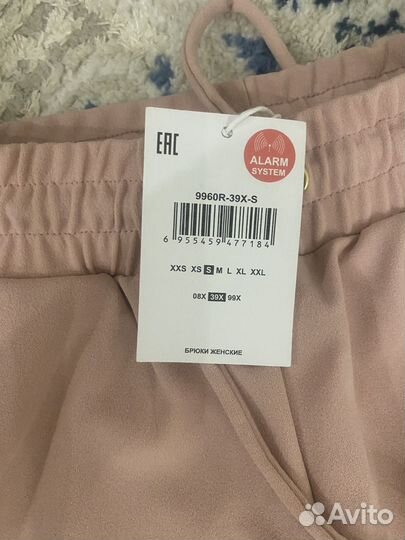 EAC
ALARM
SYSTEM
9960R-39X-S
6 955459 477184
XXS XS S M L XL XXL
08X 39X 99X
БРЮКИ ЖЕНСКИЕ
Avito